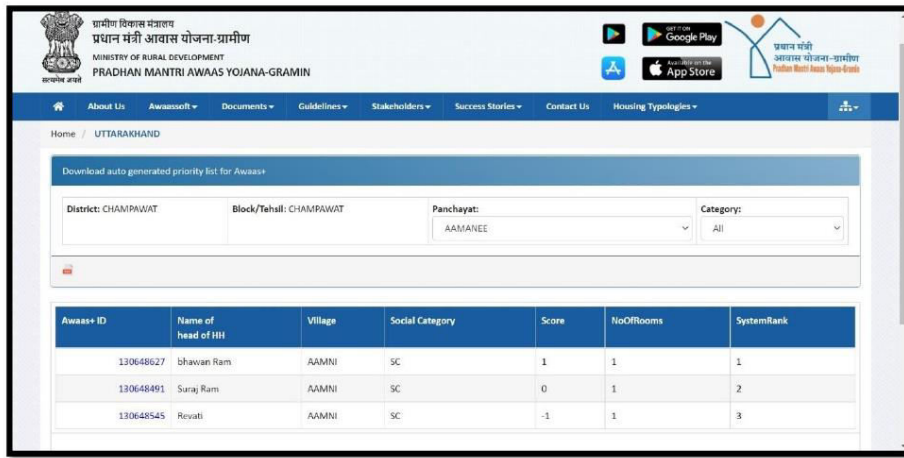 ग्रामीण विकास मंत्रालय
प्रधान मंत्री आवास योजना-ग्रामीण
MINISTRY OF RURAL DEVELOPMENT
PRADHAN MANTRI AWAAS YOJANA-GRAMIN
सत्यमेव जयते
GET IT ON
Google Play
Available on the
App Store
प्रधान मंत्री
आवास योजना-ग्रामीण
Pradhan Mantri Awaas Yojana-Gramin
About Us Awaassoft Documents Guidelines Stakeholders Success Stories Contact Us Housing Typologies
Home / UTTARAKHAND
Download auto generated priority list for Awaas+
District: CHAMPAWAT Block/Tehsil: CHAMPAWAT Panchayat: Category:
AAMANEE All
Awaas+ ID Name of Village Social Category Score NoOfRooms SystemRank
head of HH
130648627 bhawan Ram AAMNI SC 1 1 1
130648491 Suraj Ram AAMNI SC 0 1 2
130648545 Revati AAMNI SC -1 1 3